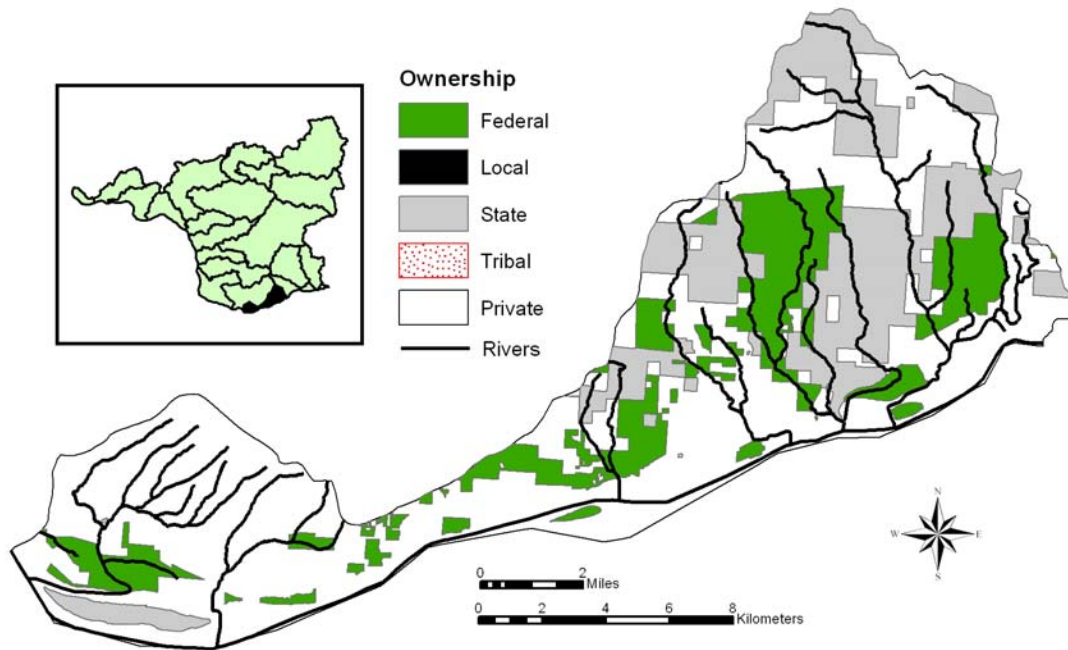 Ownership
Federal
Local
State
Tribal
Private
Rivers
N
W E
S
0 2
Miles
0 2 4 6 8
Kilometers